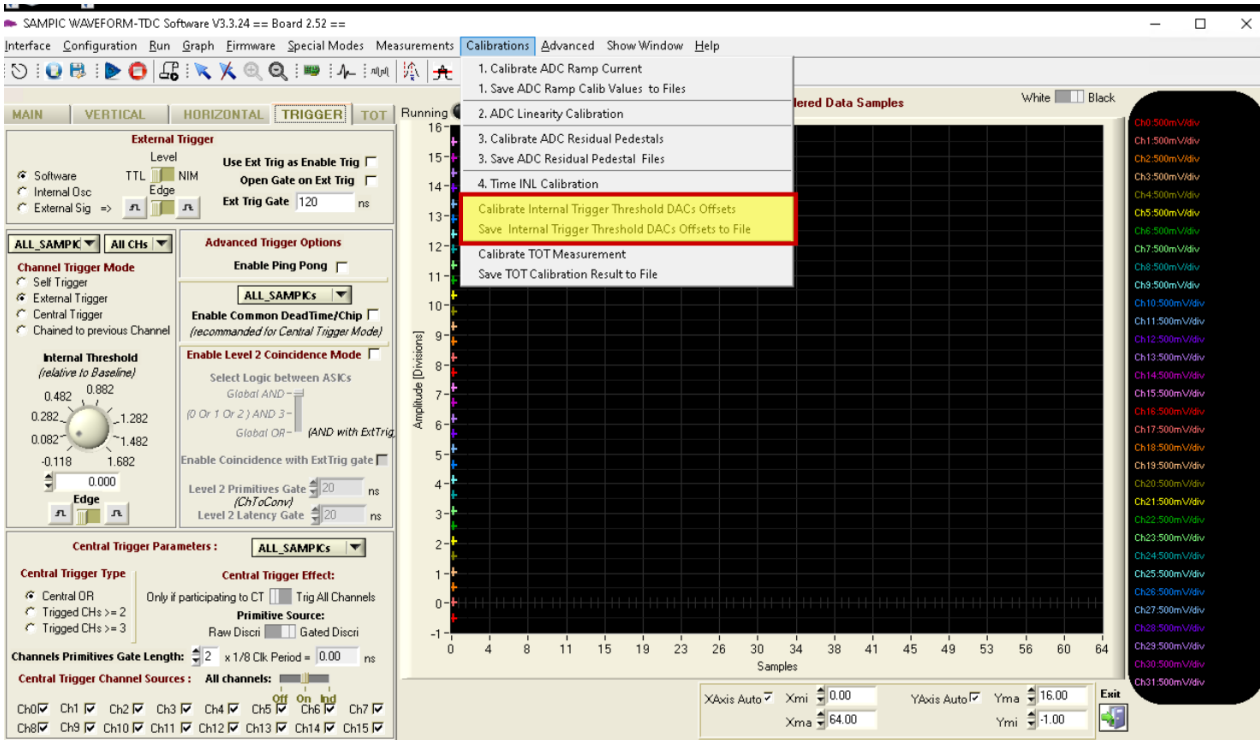 SAMPIC WAVEFORM-TDC Software V3.3.24 == Board 2.52 ==
Interface Configuration Run Graph Firmware Special Modes Measurements Calibrations Advanced Show Window Help
1. Calibrate ADC Ramp Current
1. Save ADC Ramp Calib Values to Files
2. ADC Linearity Calibration
3. Calibrate ADC Residual Pedestals
3. Save ADC Residual Pedestal Files
4. Time INL Calibration
Calibrate Internal Trigger Threshold DACs Offsets
Save Internal Trigger Threshold DACs Offsets to File
Calibrate TOT Measurement
Save TOT Calibration Result to File
MAIN VERTICAL HORIZONTAL TRIGGER TOT
Running
Data Samples
White Black
External Trigger
Level
Use Ext Trig as Enable Trig
Software TTL NIM
Open Gate on Ext Trig
Internal Osc Edge
External Sig =>
Ext Trig Gate 120 ns
ALL_SAMPIC All CHs
Channel Trigger Mode
Self Trigger
External Trigger
Central Trigger
Chained to previous Channel
Internal Threshold
(relative to Baseline)
0.482 0.882
0.282 1.282
0.082 1.482
-0.118 1.682
0.000
Edge
Advanced Trigger Options
Enable Ping Pong
ALL_SAMPICs
Enable Common DeadTime/Chip
(recommanded for Central Trigger Mode)
Enable Level 2 Coincidence Mode
Select Logic between ASICs
Global AND
(0 Or 1 Or 2 ) AND 3
Global OR (AND with ExtTrig
Enable Coincidence with ExtTrig gate
Level 2 Primitives Gate 20 ns
(ChToConv)
Level 2 Latency Gate 20 ns
Central Trigger Parameters : ALL_SAMPICs
Central Trigger Type
Central OR
Trigged CHs >= 2
Trigged CHs >= 3
Central Trigger Effect:
Only if participating to CT Trig All Channels
Primitive Source:
Raw Discri Gated Discri
Channels Primitives Gate Length: 2 x 1/8 Clk Period = 0.00 ns
Central Trigger Channel Sources : All channels:
Off On Ind
Ch0 Ch1 Ch2 Ch3 Ch4 Ch5 Ch6 Ch7
Ch8 Ch9 Ch10 Ch11 Ch12 Ch13 Ch14 Ch15
Amplitude [Divisions]
16
15
14
13
12
11
10
9
8
7
6
5
4
3
2
1
0
-1
0 4 8 11 15 19 23 26 30 34 38 41 45 49 53 56 60 64
Samples
XAxis Auto Xmi 0.00
Xma 64.00
YAxis Auto Yma 16.00
Ymi -1.00
Exit
Ch0:500mV/div
Ch1:500mV/div
Ch2:500mV/div
Ch3:500mV/div
Ch4:500mV/div
Ch5:500mV/div
Ch6:500mV/div
Ch7:500mV/div
Ch8:500mV/div
Ch9:500mV/div
Ch10:500mV/div
Ch11:500mV/div
Ch12:500mV/div
Ch13:500mV/div
Ch14:500mV/div
Ch15:500mV/div
Ch16:500mV/div
Ch17:500mV/div
Ch18:500mV/div
Ch19:500mV/div
Ch20:500mV/div
Ch21:500mV/div
Ch22:500mV/div
Ch23:500mV/div
Ch24:500mV/div
Ch25:500mV/div
Ch26:500mV/div
Ch27:500mV/div
Ch28:500mV/div
Ch29:500mV/div
Ch30:500mV/div
Ch31:500mV/div